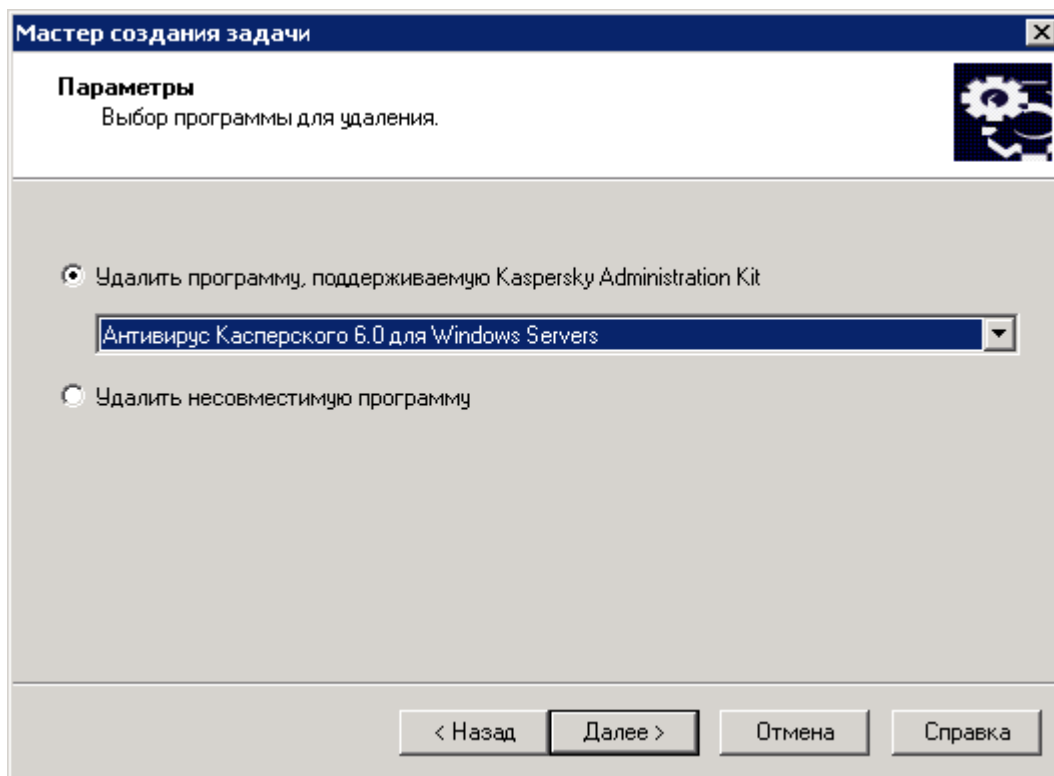 Мастер создания задачи
Параметры
Выбор программы для удаления.
Удалить программу, поддерживаемую Kaspersky Administration Kit
Антивирус Касперского 6.0 для Windows Servers
Удалить несовместимую программу
< Назад
Далее >
Отмена
Справка